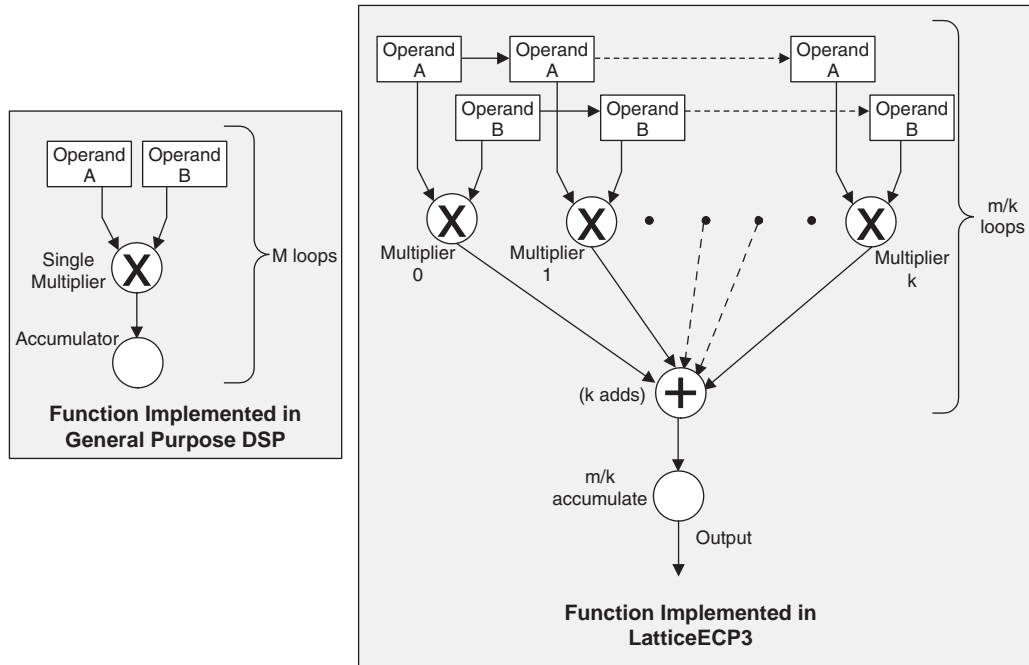 Operand
A
Operand
B
Single
Multiplier
X
M loops
Accumulator
Function Implemented in
General Purpose DSP
Operand
A
Operand
A
Operand
A
Operand
B
Operand
B
Operand
B
X
X
X
Multiplier
0
Multiplier
1
Multiplier
k
m/k
loops
(k adds)
+
m/k
accumulate
Output
Function Implemented in
LatticeECP3